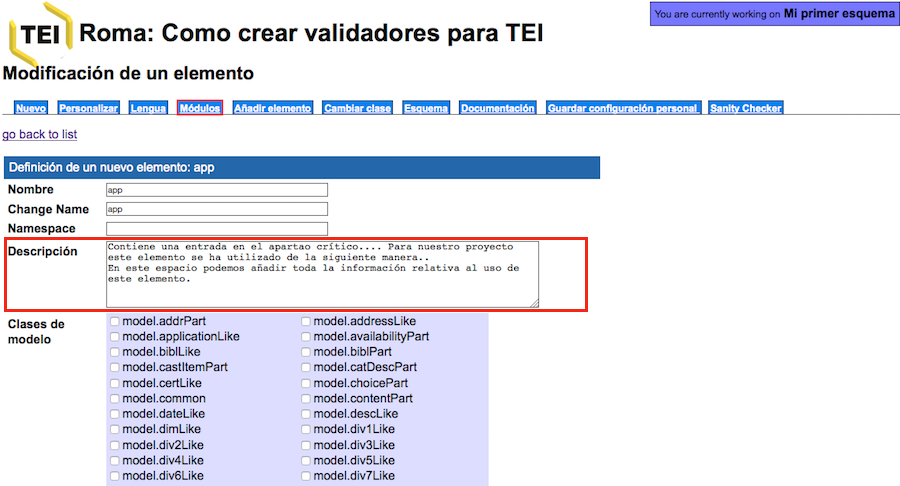 You are currently working on Mi primer esquema
TEI Roma: Como crear validadores para TEI
Modificación de un elemento
Nuevo Personalizar Lengua Módulos Añadir elemento Cambiar clase Esquema Documentación Guardar configuración personal Sanity Checker
go back to list
Definición de un nuevo elemento: app
Nombre app
Change Name app
Namespace
Descripción Contiene una entrada en el apartao crítico.... Para nuestro proyecto
este elemento se ha utilizado de la siguiente manera..
En este espacio podemos añadir toda la información relativa al uso de
este elemento.
Clases de modelo
model.addrPart model.addressLike
model.applicationLike model.availabilityPart
model.biblLike model.biblPart
model.castItemPart model.catDescPart
model.certLike model.choicePart
model.common model.contentPart
model.dateLike model.descLike
model.dimLike model.div1Like
model.div2Like model.div3Like
model.div4Like model.div5Like
model.div6Like model.div7Like